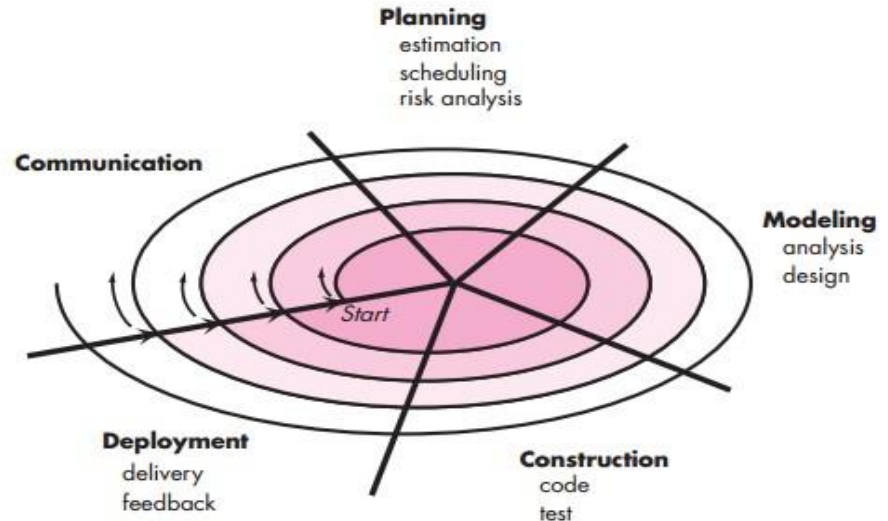 Planning
estimation
scheduling
risk analysis
Communication
Modeling
analysis
design
Start
Deployment
delivery
feedback
Construction
code
test